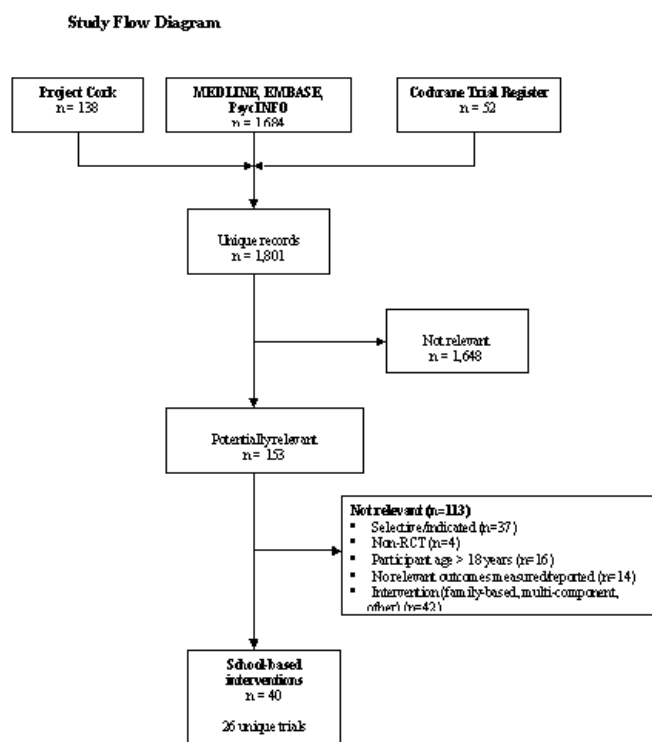 Study Flow Diagram
Project Cork
n = 138
MEDLINE, EMBASE,
PsycINFO
n = 1,684
Cochrane Trial Register
n = 52
Unique records
n = 1,801
Not relevant
n = 1,648
Potentially relevant
n = 153
Not relevant (n=113)
▪ Selective/indicated (n=37)
▪ Non-RCT (n=4)
▪ Participant age > 18 years (n=16)
▪ No relevant outcomes measured/reported (n=14)
▪ Intervention (family-based, multi-component,
other) (n=42)
School-based
interventions
n = 40
26 unique trials